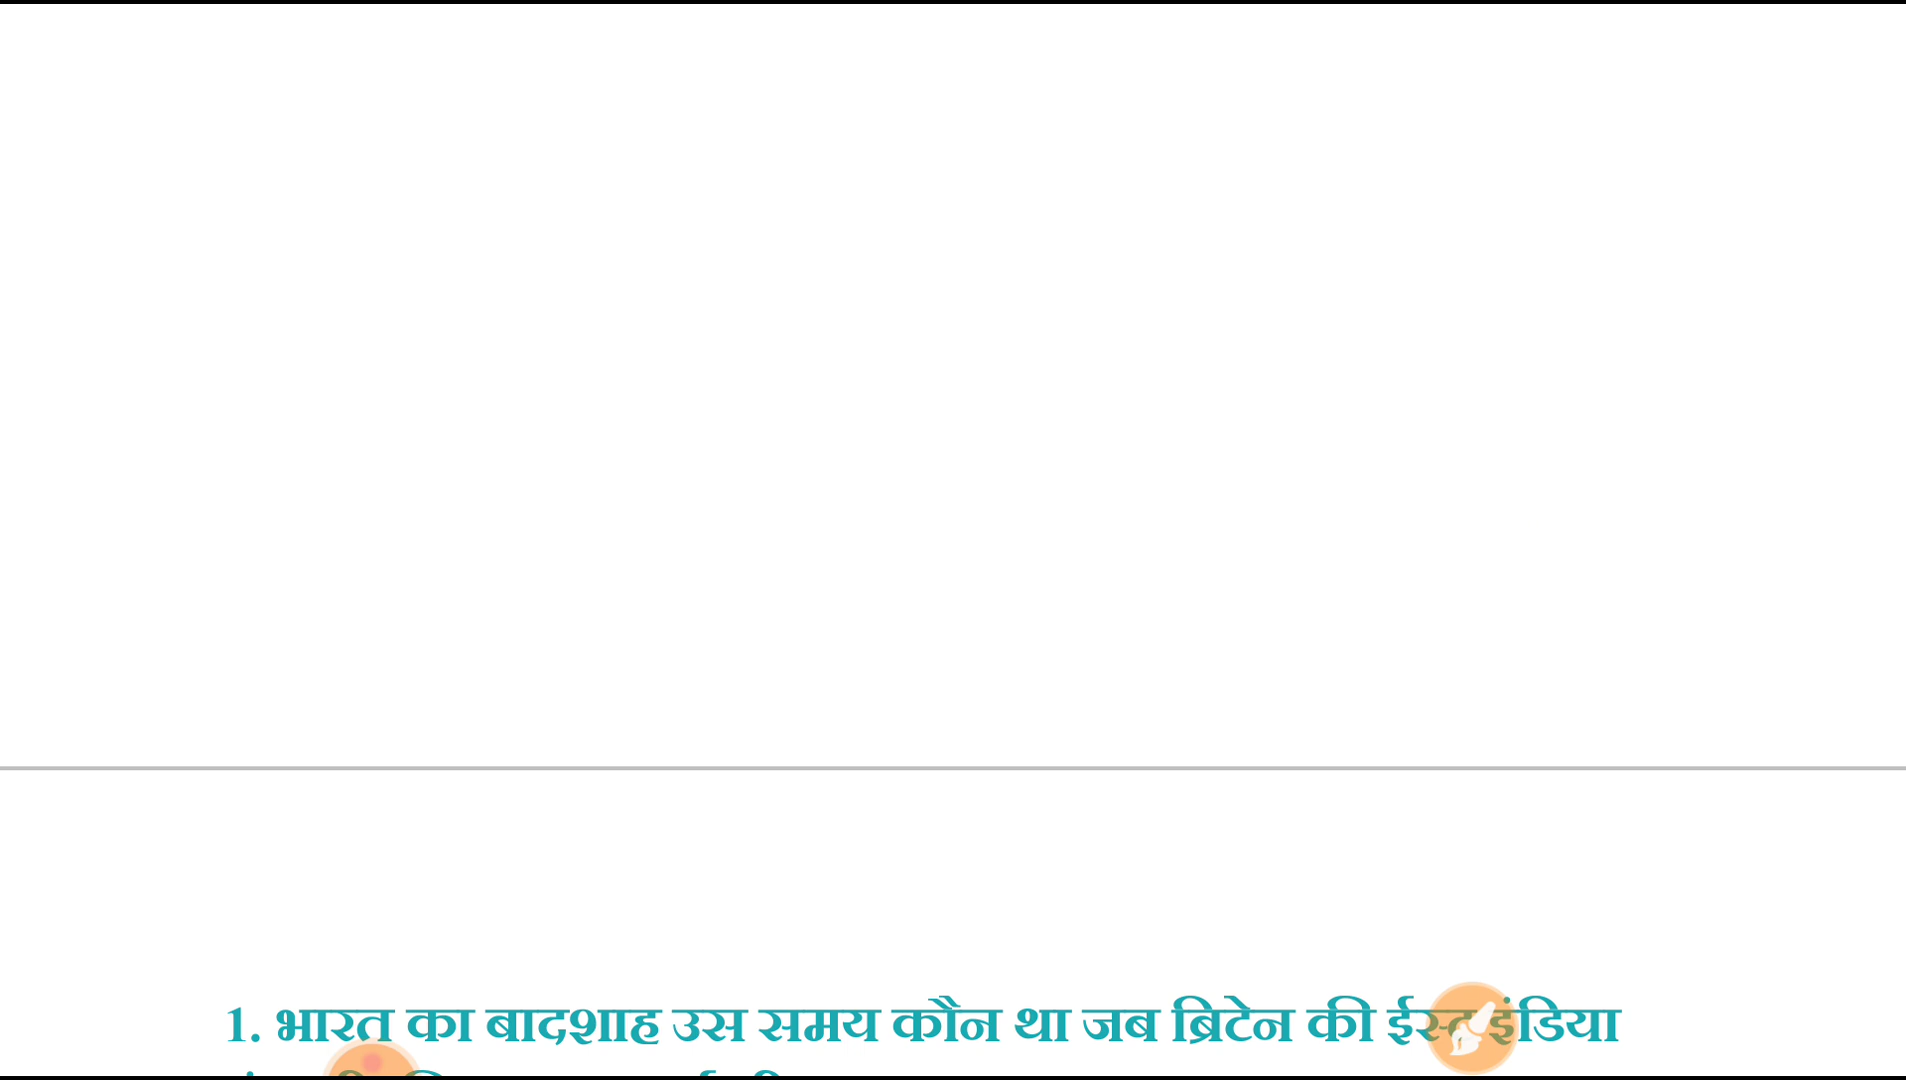 1. भारत का बादशाह उस समय कौन था जब ब्रिटेन की ईस्ट इंडिया